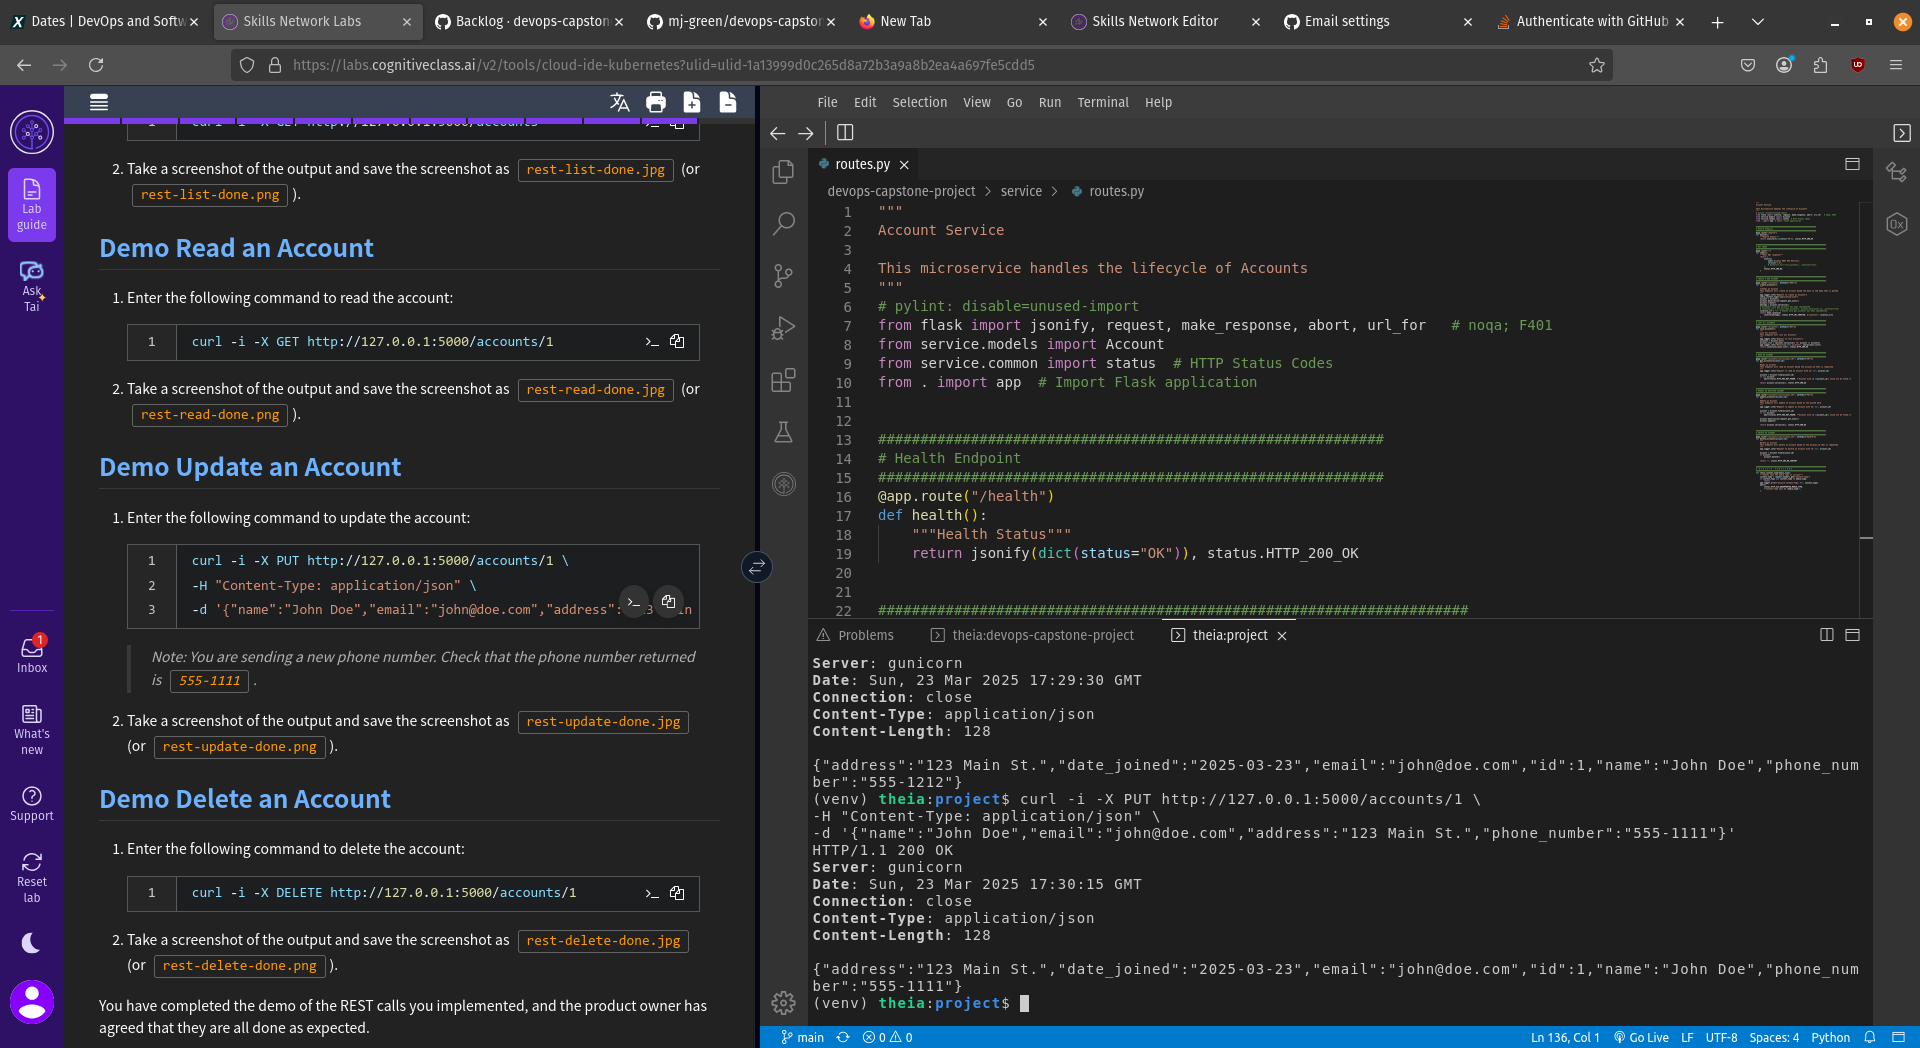 Dates | DevOps and Softw
Skills Network Labs
Backlog · devops-capston
mj-green/devops-capstor
New Tab
Skills Network Editor
Email settings
Authenticate with GitHub
https://labs.cognitiveclass.ai/v2/tools/cloud-ide-kubernetes?ulid=ulid-1a13999d0c265d8a72b3a9a8b2ea4a697fe5cdd5
Lab guide
Ask Tai
1
Inbox
What's new
Support
Reset lab
1 curl -i -X GET http://127.0.0.1:5000/accounts
2. Take a screenshot of the output and save the screenshot as rest-list-done.jpg (or
rest-list-done.png ).
Demo Read an Account
1. Enter the following command to read the account:
1 curl -i -X GET http://127.0.0.1:5000/accounts/1
2. Take a screenshot of the output and save the screenshot as rest-read-done.jpg (or
rest-read-done.png ).
Demo Update an Account
1. Enter the following command to update the account:
1 curl -i -X PUT http://127.0.0.1:5000/accounts/1 \
2 -H "Content-Type: application/json" \
3 -d '{"name":"John Doe","email":"john@doe.com","address":
Note: You are sending a new phone number. Check that the phone number returned
is 555-1111 .
2. Take a screenshot of the output and save the screenshot as rest-update-done.jpg
(or rest-update-done.png ).
Demo Delete an Account
1. Enter the following command to delete the account:
1 curl -i -X DELETE http://127.0.0.1:5000/accounts/1
2. Take a screenshot of the output and save the screenshot as rest-delete-done.jpg
(or rest-delete-done.png ).
You have completed the demo of the REST calls you implemented, and the product owner has
agreed that they are all done as expected.
File Edit Selection View Go Run Terminal Help
routes.py
devops-capstone-project > service > routes.py
1 """
2 Account Service
3
4 This microservice handles the lifecycle of Accounts
5 """
6 # pylint: disable=unused-import
7 from flask import jsonify, request, make_response, abort, url_for   # noqa; F401
8 from service.models import Account
9 from service.common import status  # HTTP Status Codes
10 from . import app  # Import Flask application
11
12
13 ############################################################
14 # Health Endpoint
15 ############################################################
16 @app.route("/health")
17 def health():
18     """Health Status"""
19     return jsonify(dict(status="OK")), status.HTTP_200_OK
20
21
22 ######################################################################
Problems
theia:devops-capstone-project
theia:project
Server: gunicorn
Date: Sun, 23 Mar 2025 17:29:30 GMT
Connection: close
Content-Type: application/json
Content-Length: 128
{"address":"123 Main St.","date_joined":"2025-03-23","email":"john@doe.com","id":1,"name":"John Doe","phone_num
ber":"555-1212"}
(venv) theia:project$ curl -i -X PUT http://127.0.0.1:5000/accounts/1 \
-H "Content-Type: application/json" \
-d '{"name":"John Doe","email":"john@doe.com","address":"123 Main St.","phone_number":"555-1111"}'
HTTP/1.1 200 OK
Server: gunicorn
Date: Sun, 23 Mar 2025 17:30:15 GMT
Connection: close
Content-Type: application/json
Content-Length: 128
{"address":"123 Main St.","date_joined":"2025-03-23","email":"john@doe.com","id":1,"name":"John Doe","phone_num
ber":"555-1111"}
(venv) theia:project$
main 0 0
Ln 136, Col 1 Go Live LF UTF-8 Spaces: 4 Python